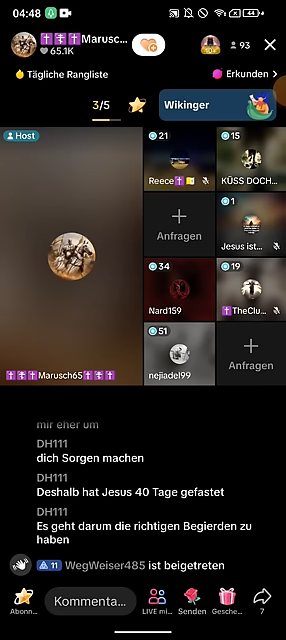 04:48
44
✝️✝️✝️Marusc...
65.1K
93
Tägliche Rangliste
Erkunden >
3/5
Wikinger
Host
21
15
Reece✝️
KÜSS DOCH...
Anfragen
1
Jesus ist...
34
19
Nard159
✝️TheClu...
51
✝️✝️✝️Marusch65✝️✝️✝️
nejiadel99
Anfragen
mir eher um
DH111
dich Sorgen machen
DH111
Deshalb hat Jesus 40 Tage gefastet
DH111
Es geht darum die richtigen Begierden zu
haben
11 WegWeiser485 ist beigetreten
Kommenta...
Abonn...
LIVE mi...
Senden
Gesche...
7